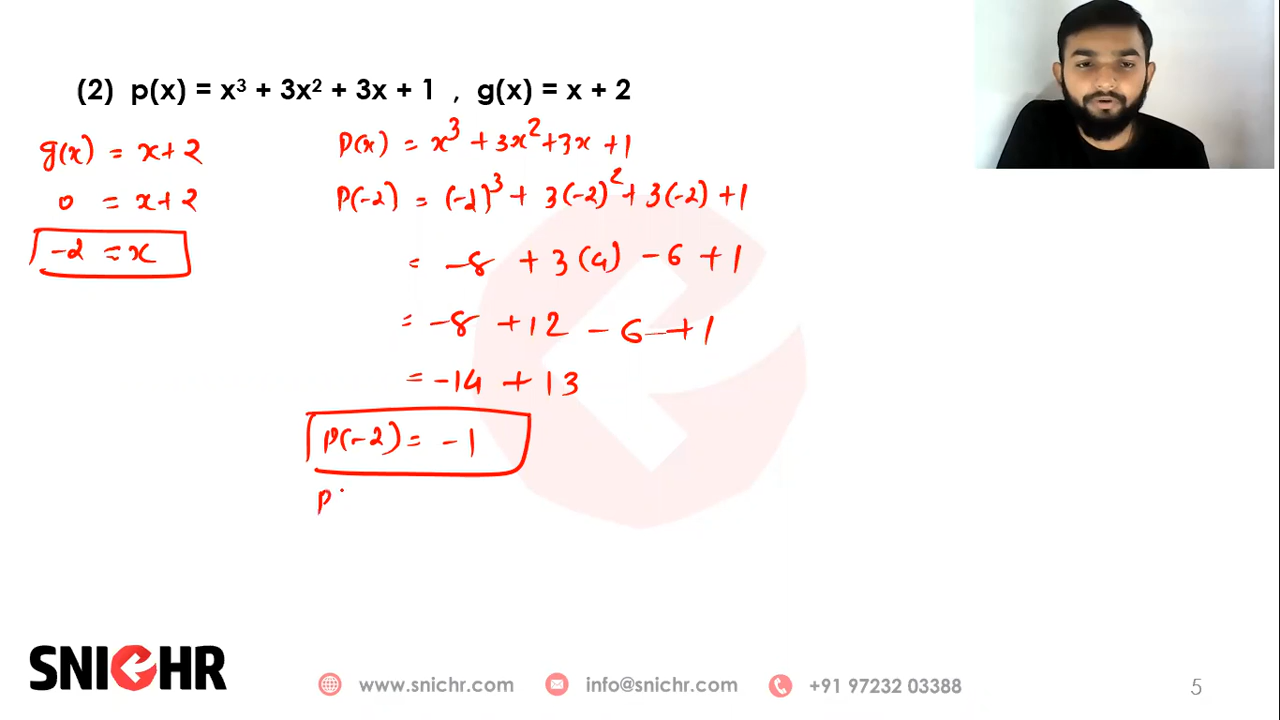 (2) p(x) = x³ + 3x² + 3x + 1 , g(x) = x + 2
g(x) = x+2
0 = x+2
-2 = x
P(x) = x³ + 3x² + 3x + 1
P(-2) = (-2)³ + 3(-2)² + 3(-2) + 1
= -8 + 3(4) - 6 + 1
= -8 + 12 - 6 + 1
= -14 + 13
P(-2) = -1
P
SNICHR
www.snichr.com
info@snichr.com
+91 97232 03388
5